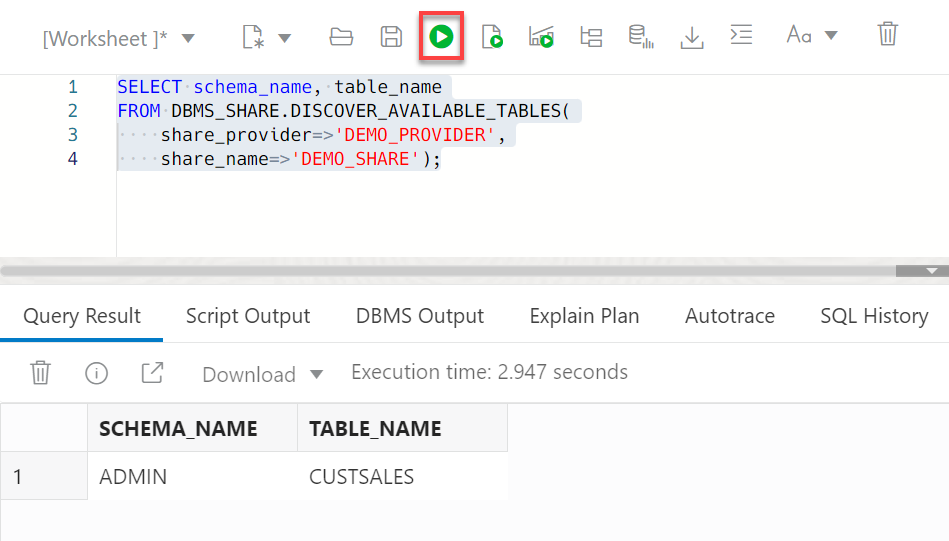 [Worksheet ]*
Aa
1 SELECT schema_name, table_name
2 FROM DBMS_SHARE.DISCOVER_AVAILABLE_TABLES(
3 share_provider=>'DEMO_PROVIDER',
4 share_name=>'DEMO_SHARE');
Query Result Script Output DBMS Output Explain Plan Autotrace SQL History
Download Execution time: 2.947 seconds
SCHEMA_NAME TABLE_NAME
1 ADMIN CUSTSALES